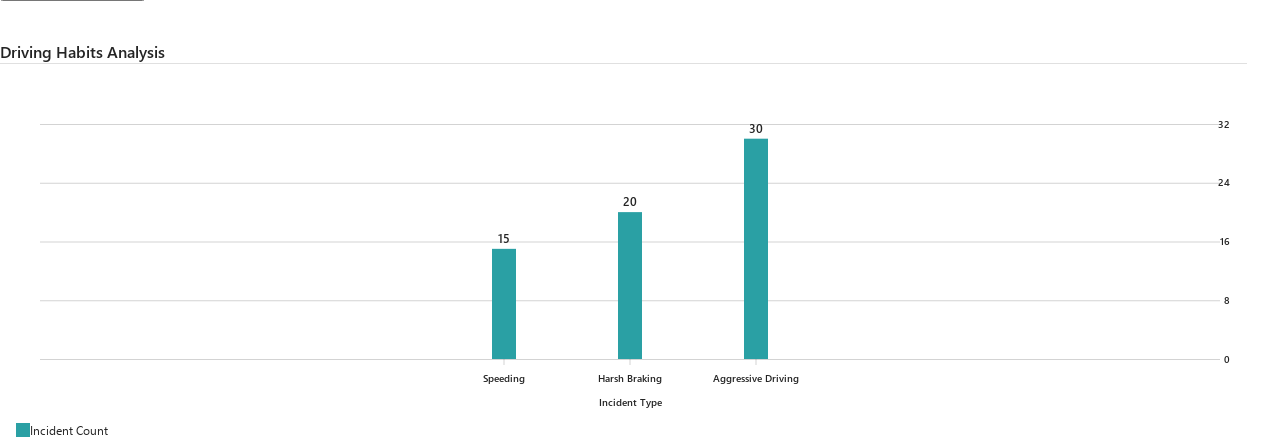 Driving Habits Analysis
32
30
24
20
16
15
8
0
Speeding Harsh Braking Aggressive Driving
Incident Type
Incident Count